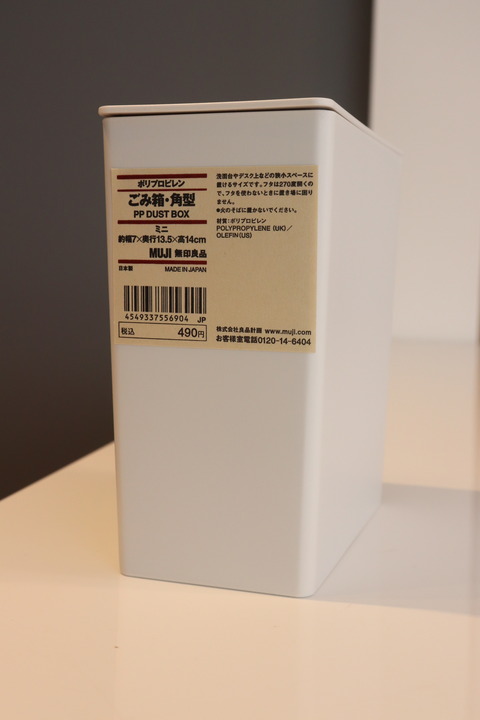 ポリプロピレン
ごみ箱・角型
PP DUST BOX
ミニ
約幅7×奥行13.5×高14cm
MUJI 無印良品
日本製 MADE IN JAPAN
4549337556904 JP
税込 490円
洗面台やデスク上などの狭小スペースに
置けるサイズです。フタは270度開くの
で、フタを使わないときに置き場に困り
ません。
※火のそばに置かないでください。
材質:ポリプロピレン
POLYPROPYLENE (UK)/
OLEFIN(US)
株式会社良品計画 www.muji.com
お客様室電話0120-14-6404